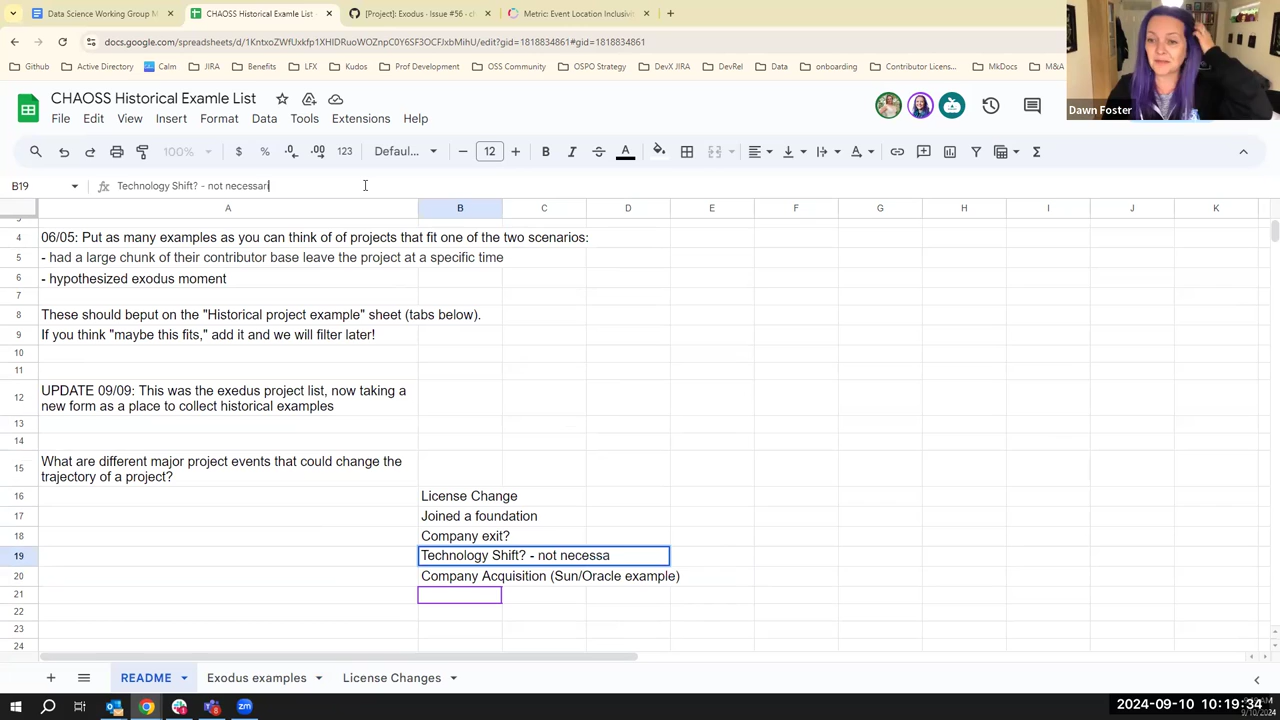 Data Science Working Group M
CHAOSS Historical Examle List -
[Project]: Exodus · Issue #56 · c
Metric: Event Location Inclusivi
docs.google.com/spreadsheets/d/1KntxoZWfUxkfp1XHIDRuoWOZnpC0Y6SF3OCFJxbMihU/edit?gid=1818834861#gid=1818834861
Github
Active Directory
Calm
JIRA
Benefits
LFX
Kudos
Prof Development
OSS Community
OSPO Strategy
DevX JIRA
DevRel
Data
onboarding
Contributor Licens...
MkDocs
M&A
Dawn Foster
CHAOSS Historical Examle List
File Edit View Insert Format Data Tools Extensions Help
100% $ % .0 .00 123 Defaul... 12 B I A
B19 fx Technology Shift? - not necessari
A B C D E F G H I J K
4 06/05: Put as many examples as you can think of of projects that fit one of the two scenarios:
5 - had a large chunk of their contributor base leave the project at a specific time
6 - hypothesized exodus moment
7
8 These should beput on the "Historical project example" sheet (tabs below).
9 If you think "maybe this fits," add it and we will filter later!
10
11
12 UPDATE 09/09: This was the exedus project list, now taking a
new form as a place to collect historical examples
13
14
15 What are different major project events that could change the
trajectory of a project?
16 License Change
17 Joined a foundation
18 Company exit?
19 Technology Shift? - not necessa
20 Company Acquisition (Sun/Oracle example)
21
22
23
24
README
Exodus examples
License Changes
2024-09-10 10:19:34
9/10/2024